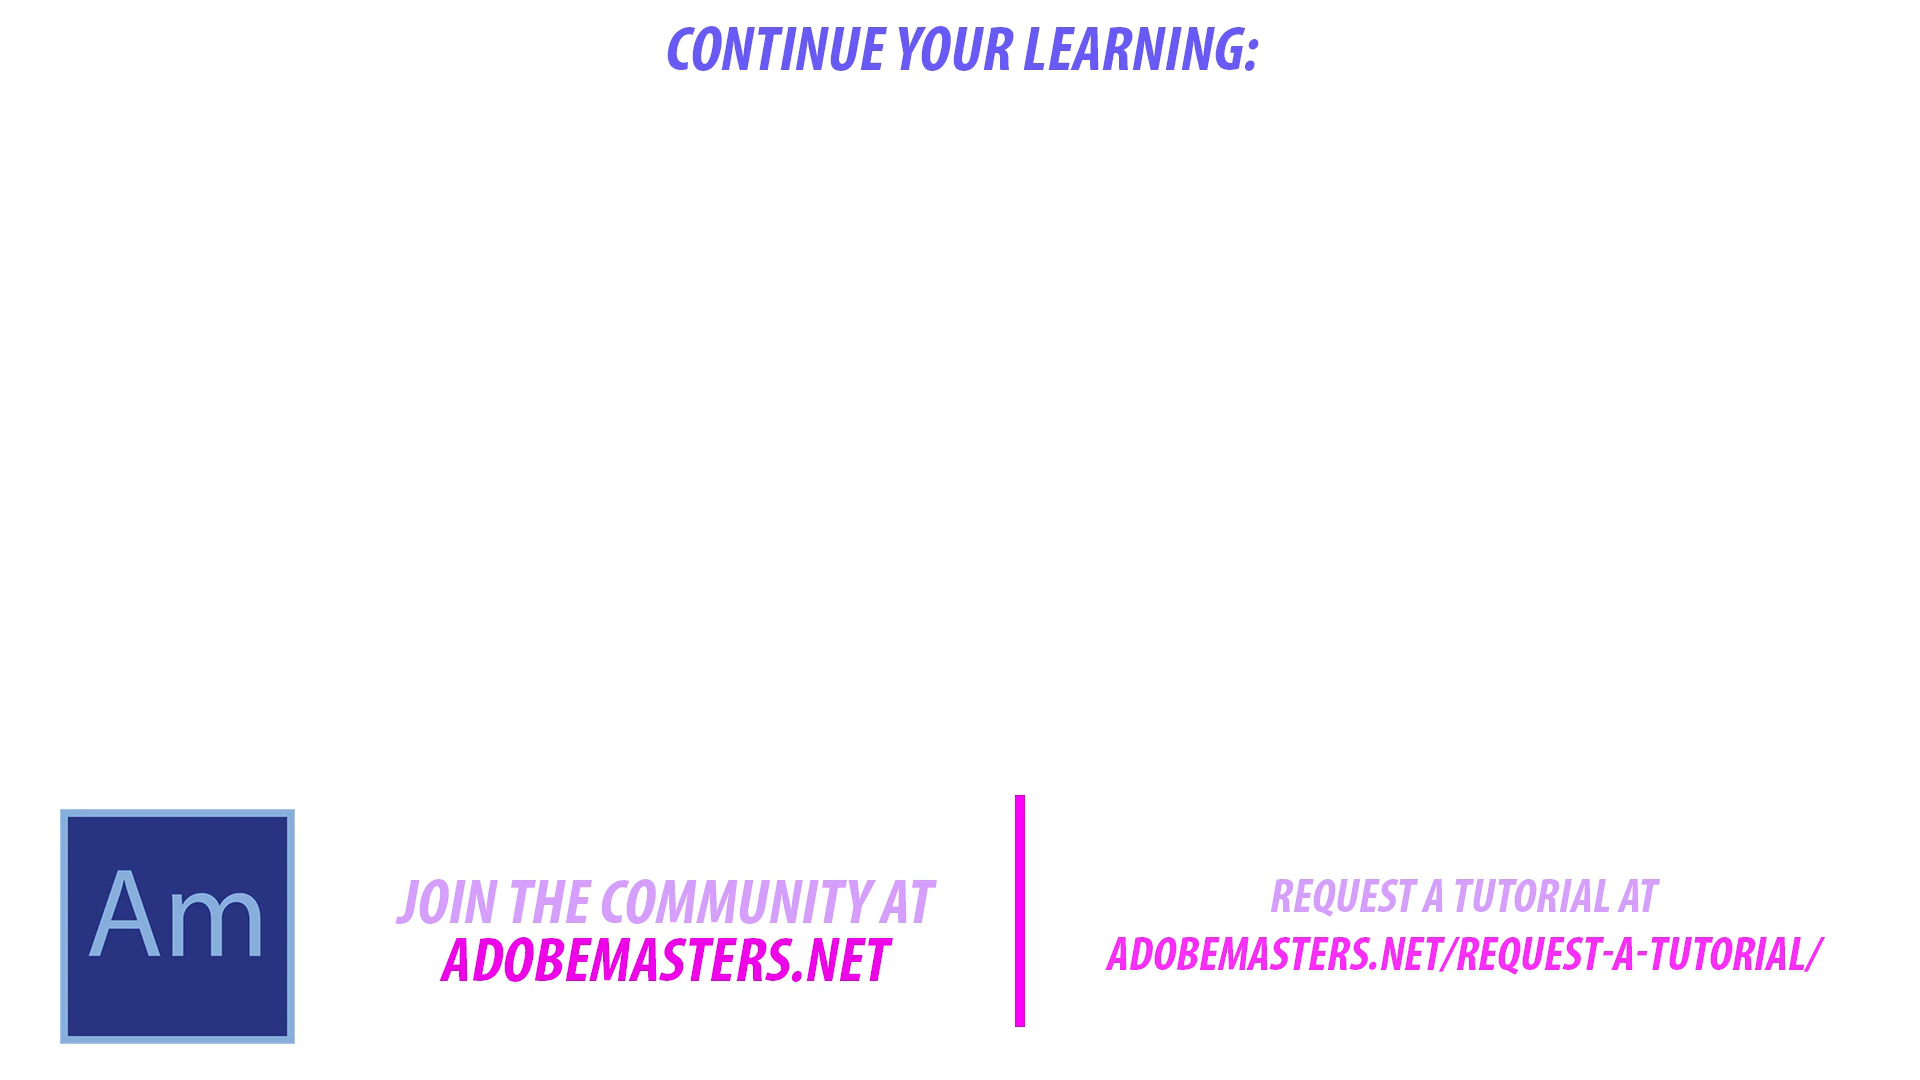 CONTINUE YOUR LEARNING:
Am
JOIN THE COMMUNITY AT
ADOBEMASTERS.NET
REQUEST A TUTORIAL AT
ADOBEMASTERS.NET/REQUEST-A-TUTORIAL/